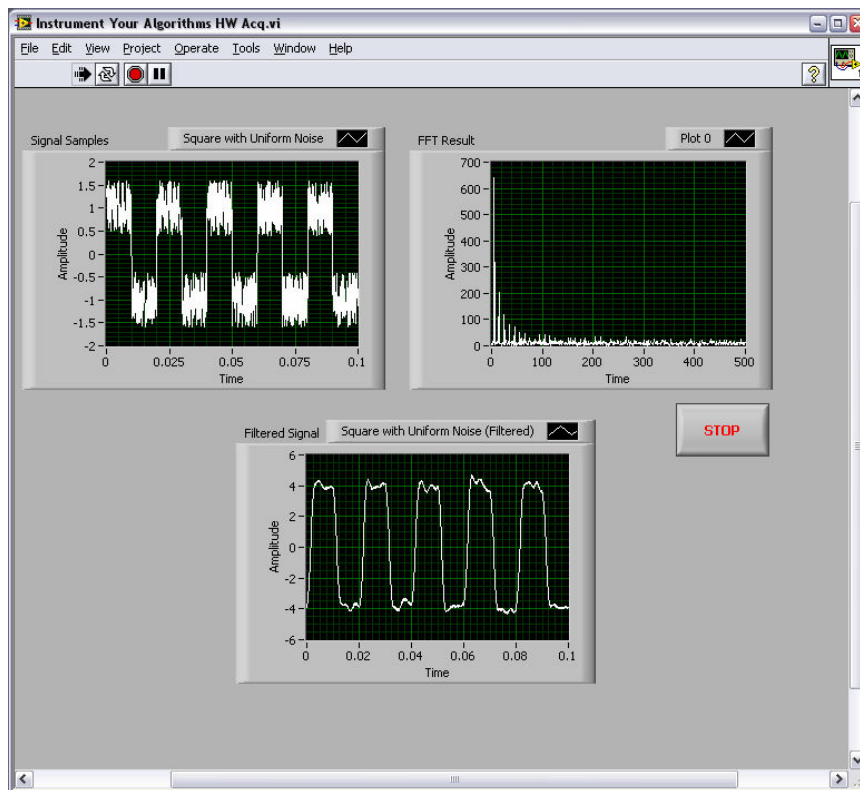 Instrument Your Algorithms HW Acq.vi
File Edit View Project Operate Tools Window Help
Signal Samples
Square with Uniform Noise
2
1.5
1
0.5
0
-0.5
-1
-1.5
-2
Amplitude
0 0.025 0.05 0.075 0.1
Time
FFT Result
Plot 0
700
600
500
400
300
200
100
0
Amplitude
0 100 200 300 400 500
Time
STOP
Filtered Signal
Square with Uniform Noise (Filtered)
6
4
2
0
-2
-4
-6
Amplitude
0 0.02 0.04 0.06 0.08 0.1
Time